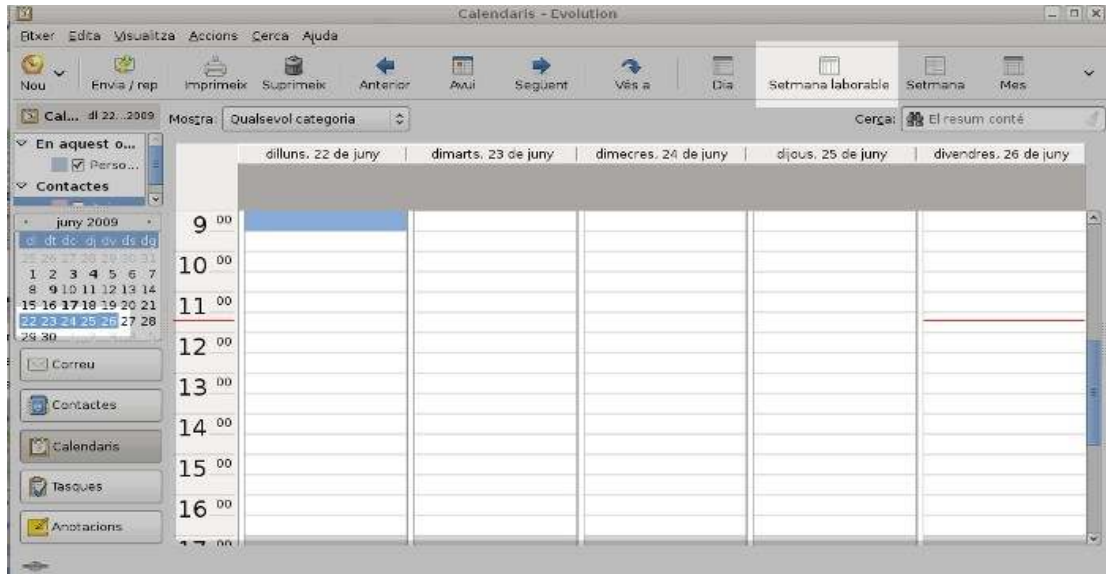 Calendaris - Evolution
Fitxer Edita Visualitza Accions Cerca Ajuda
Nou Envia / rep Imprimeix Suprimeix Anterior Avui Següent Vés a Dia Setmana laborable Setmana Mes
Cal... dl 22...2009 Mostra: Qualsevol categoria Cerca: El resum conté
En aquest o...
Perso...
Contactes
dilluns, 22 de juny dimarts, 23 de juny dimecres, 24 de juny dijous, 25 de juny divendres, 26 de juny
juny 2009
dl dt dc dj dv ds dg
25 26 27 28 29 30 31
1 2 3 4 5 6 7
8 9 10 11 12 13 14
15 16 17 18 19 20 21
22 23 24 25 26 27 28
29 30
9 00
10 00
11 00
12 00
13 00
14 00
15 00
16 00
Correu
Contactes
Calendaris
Tasques
Anotacions